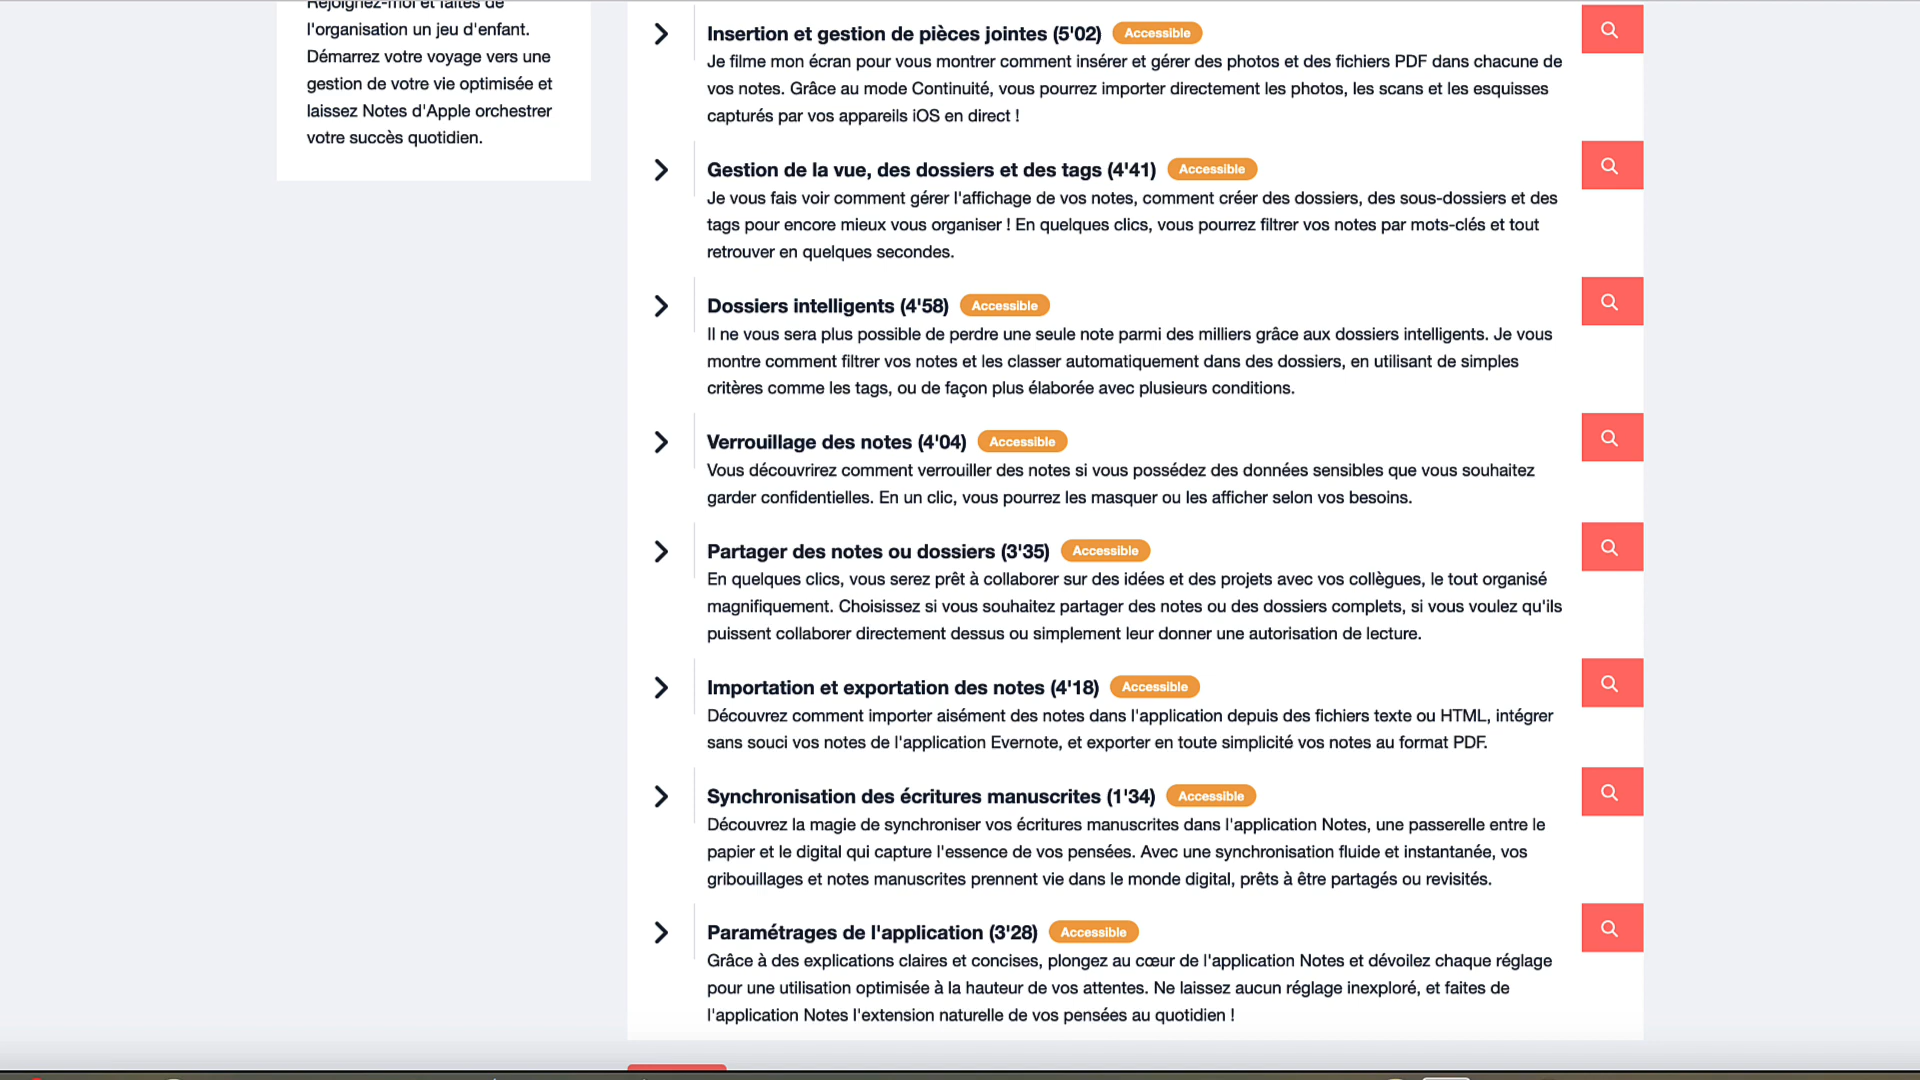 Rejoignez-moi et faites de
l'organisation un jeu d'enfant.
Démarrez votre voyage vers une
gestion de votre vie optimisée et
laissez Notes d'Apple orchestrer
votre succès quotidien.
Insertion et gestion de pièces jointes (5'02) Accessible
Je filme mon écran pour vous montrer comment insérer et gérer des photos et des fichiers PDF dans chacune de
vos notes. Grâce au mode Continuité, vous pourrez importer directement les photos, les scans et les esquisses
capturés par vos appareils iOS en direct !
Gestion de la vue, des dossiers et des tags (4'41) Accessible
Je vous fais voir comment gérer l'affichage de vos notes, comment créer des dossiers, des sous-dossiers et des
tags pour encore mieux vous organiser ! En quelques clics, vous pourrez filtrer vos notes par mots-clés et tout
retrouver en quelques secondes.
Dossiers intelligents (4'58) Accessible
Il ne vous sera plus possible de perdre une seule note parmi des milliers grâce aux dossiers intelligents. Je vous
montre comment filtrer vos notes et les classer automatiquement dans des dossiers, en utilisant de simples
critères comme les tags, ou de façon plus élaborée avec plusieurs conditions.
Verrouillage des notes (4'04) Accessible
Vous découvrirez comment verrouiller des notes si vous possédez des données sensibles que vous souhaitez
garder confidentielles. En un clic, vous pourrez les masquer ou les afficher selon vos besoins.
Partager des notes ou dossiers (3'35) Accessible
En quelques clics, vous serez prêt à collaborer sur des idées et des projets avec vos collègues, le tout organisé
magnifiquement. Choisissez si vous souhaitez partager des notes ou des dossiers complets, si vous voulez qu'ils
puissent collaborer directement dessus ou simplement leur donner une autorisation de lecture.
Importation et exportation des notes (4'18) Accessible
Découvrez comment importer aisément des notes dans l'application depuis des fichiers texte ou HTML, intégrer
sans souci vos notes de l'application Evernote, et exporter en toute simplicité vos notes au format PDF.
Synchronisation des écritures manuscrites (1'34) Accessible
Découvrez la magie de synchroniser vos écritures manuscrites dans l'application Notes, une passerelle entre le
papier et le digital qui capture l'essence de vos pensées. Avec une synchronisation fluide et instantanée, vos
gribouillages et notes manuscrites prennent vie dans le monde digital, prêts à être partagés ou revisités.
Paramétrages de l'application (3'28) Accessible
Grâce à des explications claires et concises, plongez au cœur de l'application Notes et dévoilez chaque réglage
pour une utilisation optimisée à la hauteur de vos attentes. Ne laissez aucun réglage inexploré, et faites de
l'application Notes l'extension naturelle de vos pensées au quotidien !